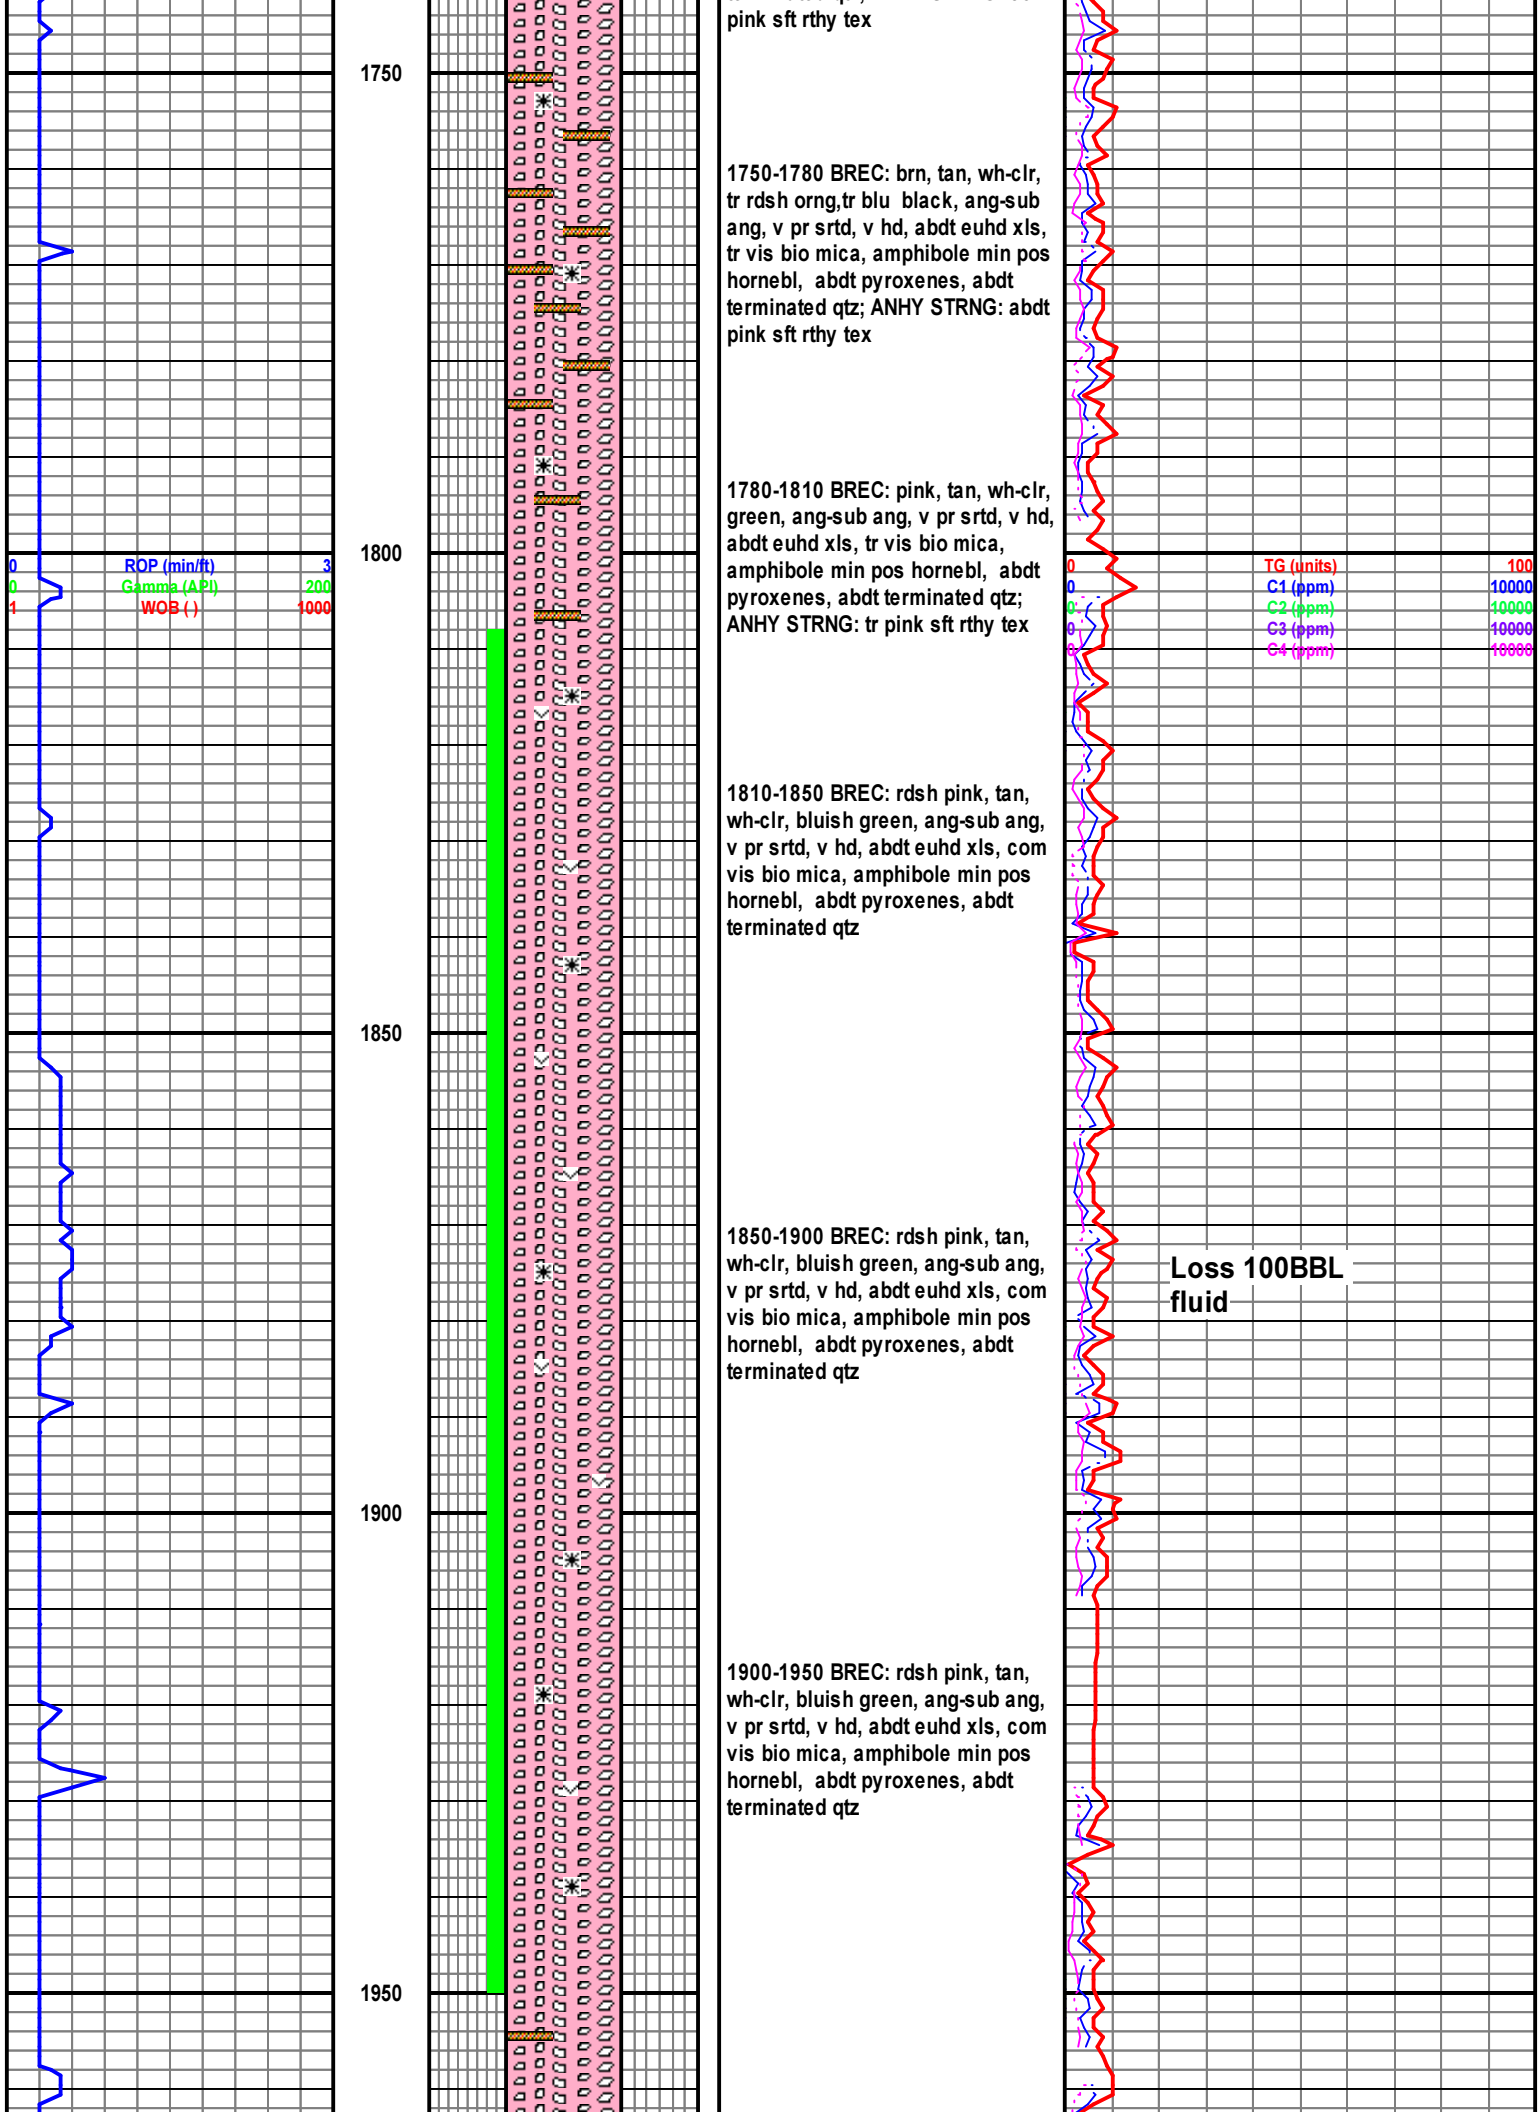 pink sft rthy tex
1750
1750-1780 BREC: brn, tan, wh-clr,
tr rdsh orng,tr blu black, ang-sub
ang, v pr srtd, v hd, abdt euhd xls,
tr vis bio mica, amphibole min pos
hornebl, abdt pyroxenes, abdt
terminated qtz; ANHY STRNG: abdt
pink sft rthy tex
1780-1810 BREC: pink, tan, wh-clr,
green, ang-sub ang, v pr srtd, v hd,
abdt euhd xls, tr vis bio mica,
amphibole min pos hornebl, abdt
pyroxenes, abdt terminated qtz;
ANHY STRNG: tr pink sft rthy tex
1800
0 ROP (min/ft) 3
0 Gamma (API) 200
1 WOB ( ) 1000
0 TG (units) 100
0 C1 (ppm) 10000
0 C2 (ppm) 10000
0 C3 (ppm) 10000
0 C4 (ppm) 10000
1810-1850 BREC: rdsh pink, tan,
wh-clr, bluish green, ang-sub ang,
v pr srtd, v hd, abdt euhd xls, com
vis bio mica, amphibole min pos
hornebl, abdt pyroxenes, abdt
terminated qtz
1850
1850-1900 BREC: rdsh pink, tan,
wh-clr, bluish green, ang-sub ang,
v pr srtd, v hd, abdt euhd xls, com
vis bio mica, amphibole min pos
hornebl, abdt pyroxenes, abdt
terminated qtz
Loss 100BBL
fluid
1900
1900-1950 BREC: rdsh pink, tan,
wh-clr, bluish green, ang-sub ang,
v pr srtd, v hd, abdt euhd xls, com
vis bio mica, amphibole min pos
hornebl, abdt pyroxenes, abdt
terminated qtz
1950